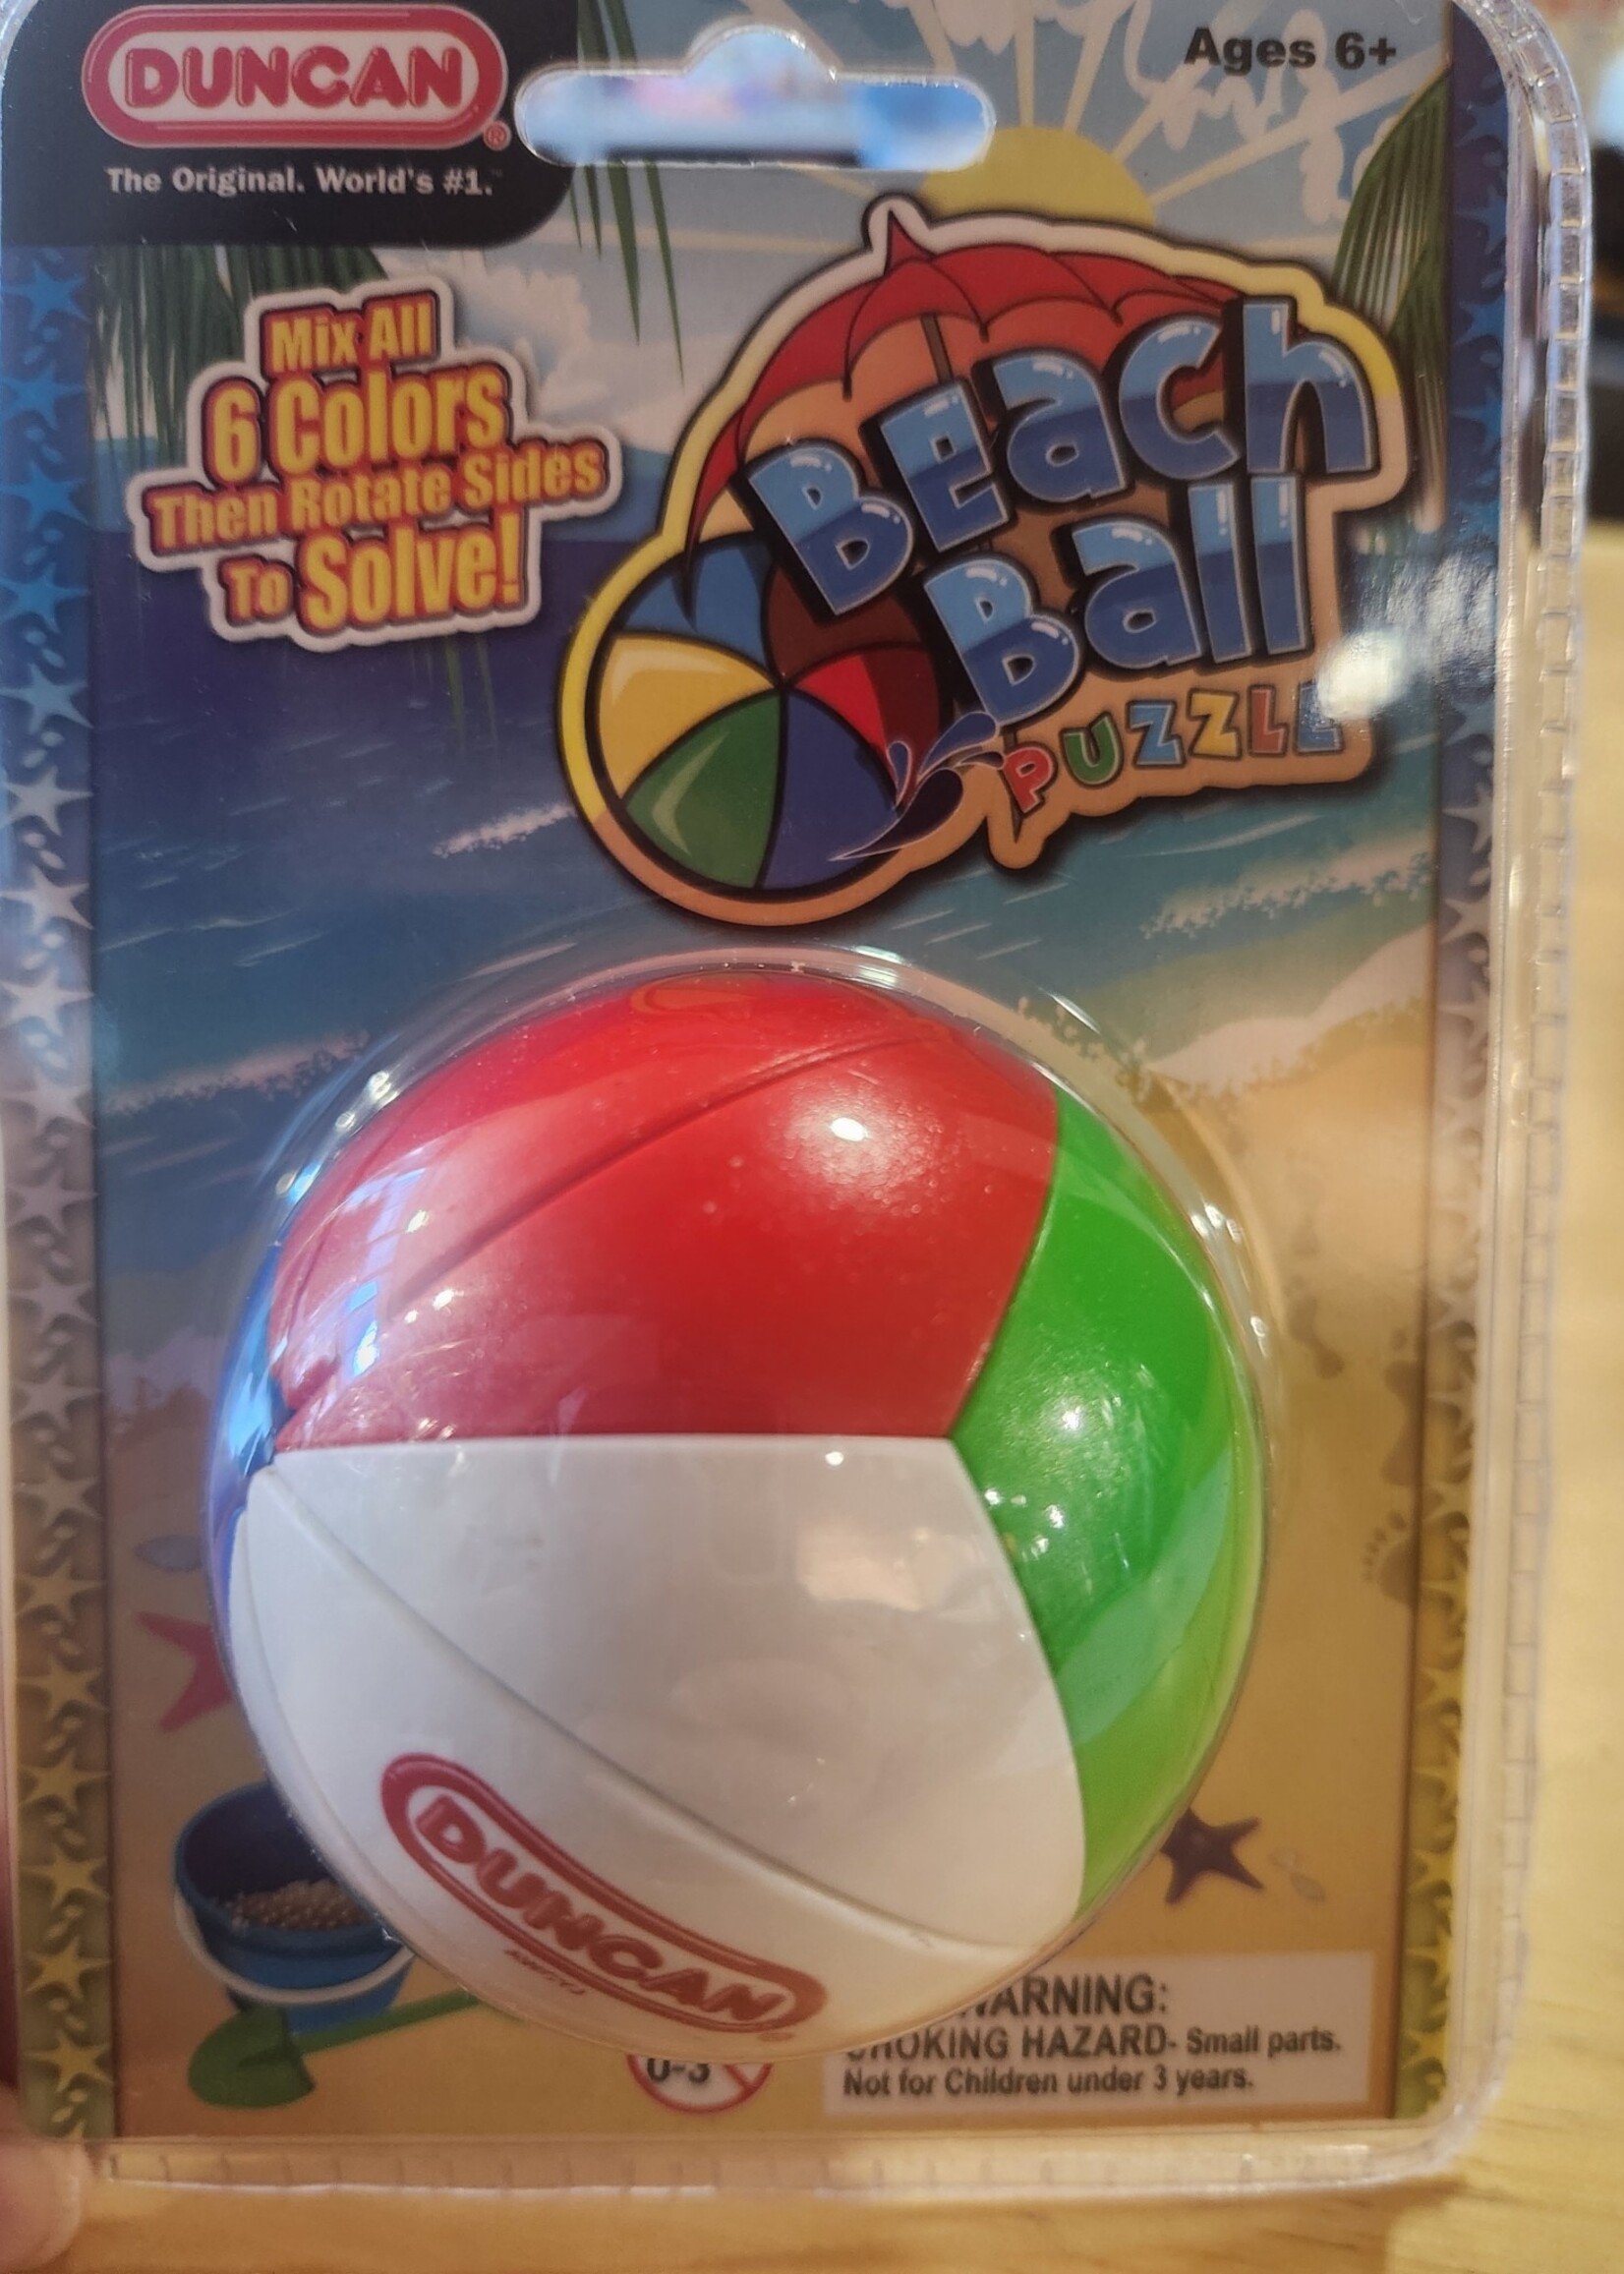 DUNCAN®
The Original. World's #1.
Ages 6+
Mix All
6 Colors
Then Rotate Sides
To Solve!
Beach
Ball
PUZZLE
DUNCAN
WARNING:
CHOKING HAZARD- Small parts.
Not for Children under 3 years.
0-3